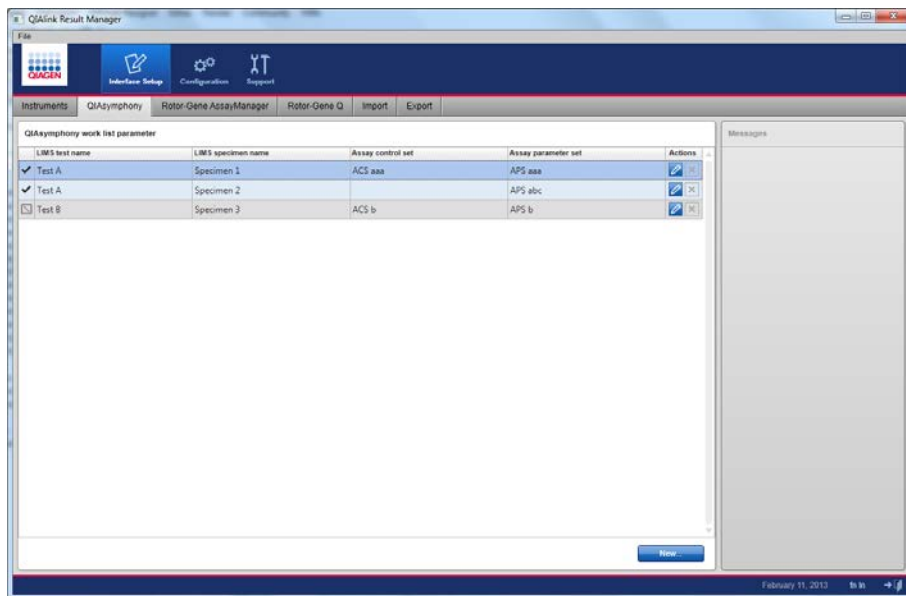 QIAlink Result Manager
File
QIAGEN
Interface Setup Configuration Support
Instruments QIAsymphony Rotor-Gene AssayManager Rotor-Gene Q Import Export
QIAsymphony work list parameter Messages
LIMS test name LIMS specimen name Assay control set Assay parameter set Actions
Test A Specimen 1 ACS aaa APS aaa
Test A Specimen 2 APS abc
Test B Specimen 3 ACS b APS b
New...
February 11, 2013